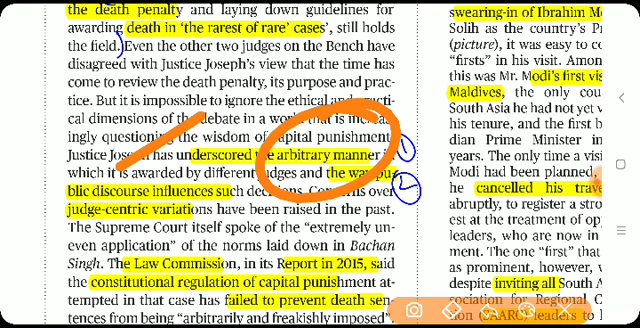 the death penalty and laying down guidelines for
awarding death in 'the rarest of rare' cases', still holds
the field. Even the other two judges on the Bench have
disagreed with Justice Joseph's view that the time has
come to review the death penalty, its purpose and prac-
tice. But it is impossible to ignore the ethical and
cal dimensions of the debate in a world that is increas-
ingly questioning the wisdom of capital punishment.
Justice Joseph has underscored the arbitrary manner in
which it is awarded by different judges and the way pu-
blic discourse influences such decisions. Concerns over
judge-centric variations have been raised in the past.
The Supreme Court itself spoke of the "extremely un-
even application" of the norms laid down in Bachan
Singh. The Law Commission, in its Report in 2015, said
the constitutional regulation of capital punishment at-
tempted in that case has failed to prevent death sen-
tences from being "arbitrarily and freakishly imposed".
1
2
swearing-in of Ibrahim
Solih as the country's
(picture), it was easy to
"firsts" in his visit.
this was Mr. Modi's first
Maldives, the only
South Asia he had not yet
his tenure, and the first
dian Prime Minister in
years. The only time a
Modi had been planned
he cancelled his
abruptly, to register a
est at the treatment of
leaders, who are now in
ment. The one "first" that
as prominent, however,
despite inviting all South
sociation for Regional
tion (SAARC) leaders to